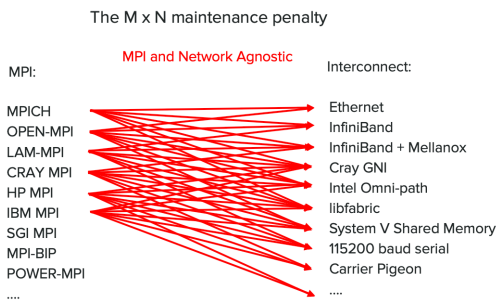 The M x N maintenance penalty
MPI and Network Agnostic
MPI:
MPICH
OPEN-MPI
LAM-MPI
CRAY MPI
HP MPI
IBM MPI
SGI MPI
MPI-BIP
POWER-MPI
....
Interconnect:
Ethernet
InfiniBand
InfiniBand + Mellanox
Cray GNI
Intel Omni-path
libfabric
System V Shared Memory
115200 baud serial
Carrier Pigeon
....